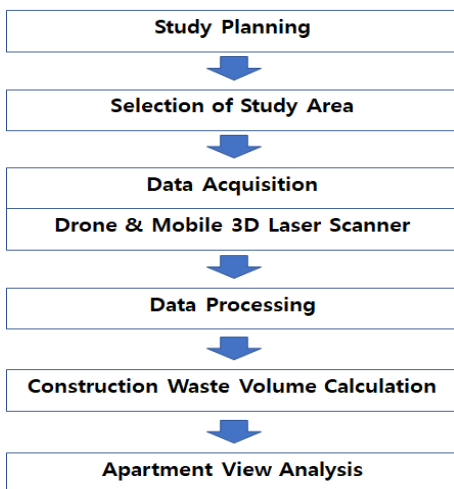 Study Planning
Selection of Study Area
Data Acquisition
Drone & Mobile 3D Laser Scanner
Data Processing
Construction Waste Volume Calculation
Apartment View Analysis